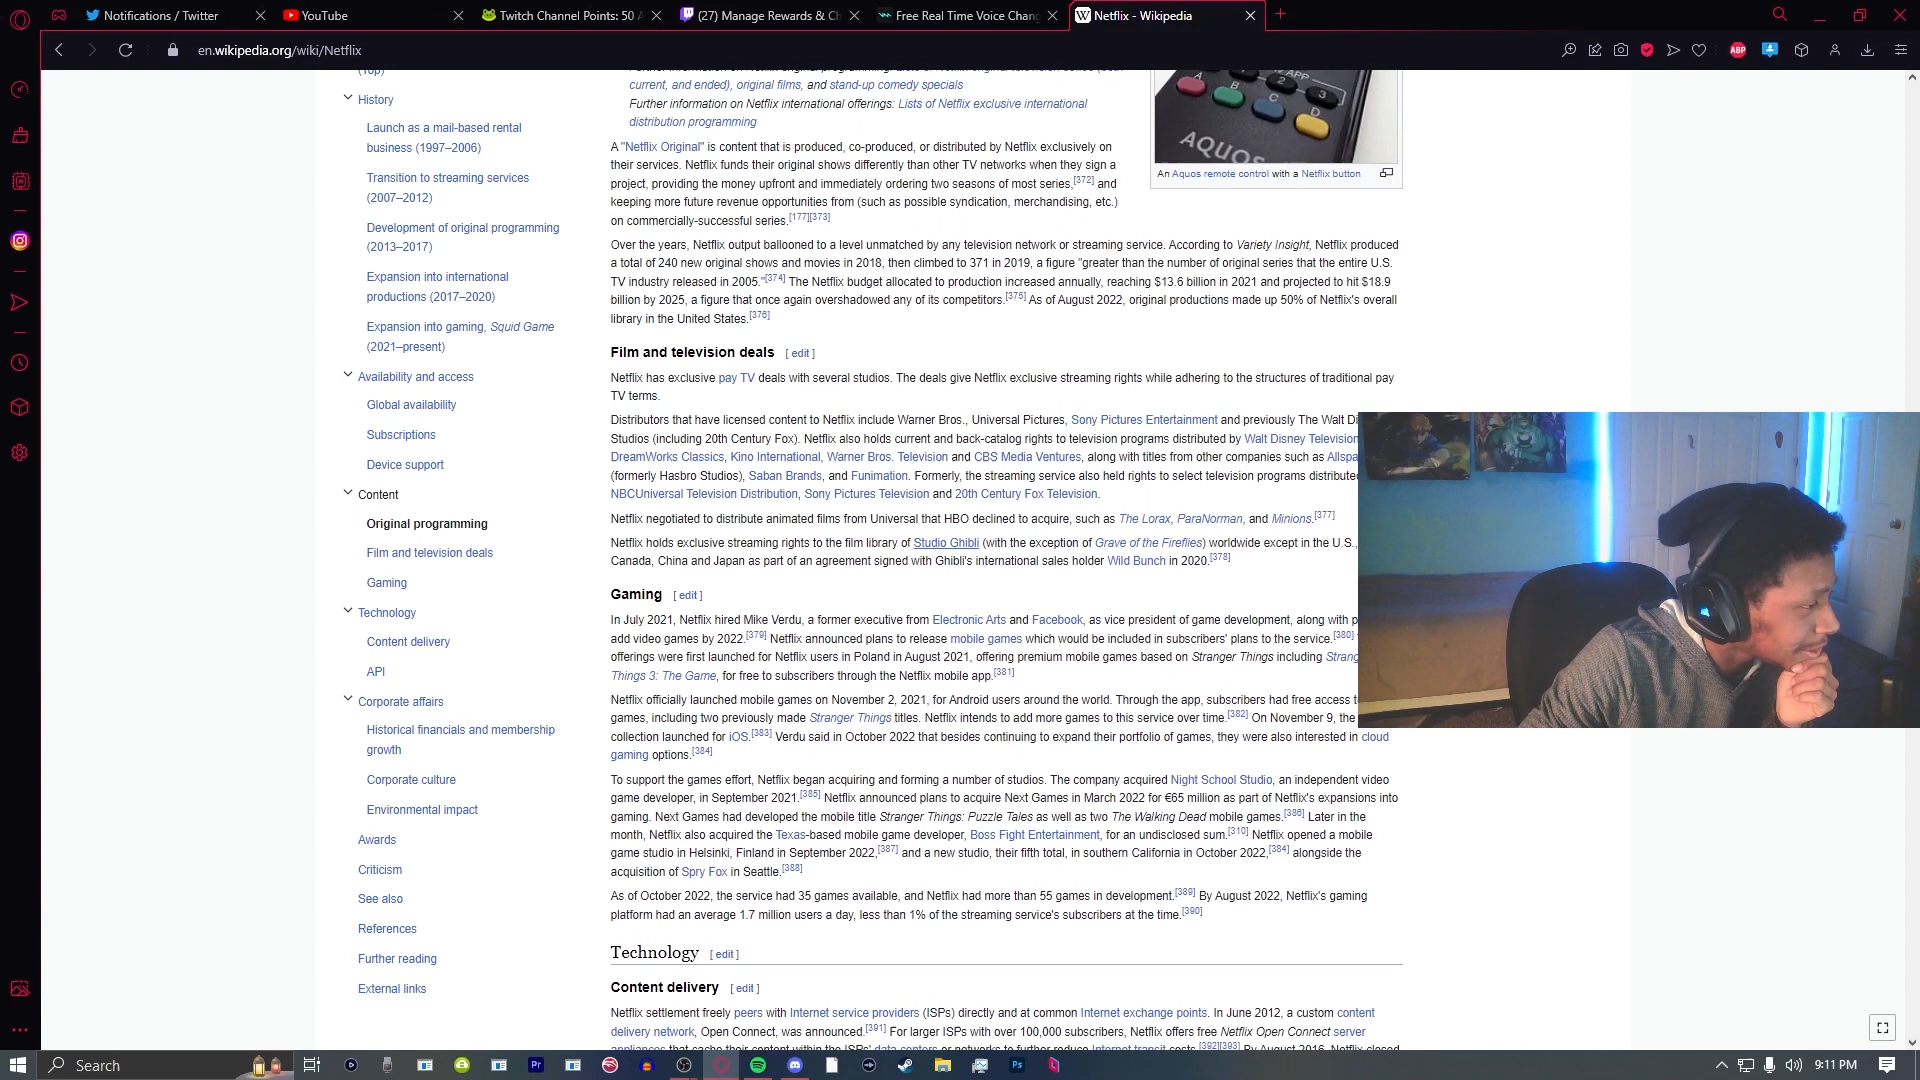 Notifications / Twitter
YouTube
Twitch Channel Points: 50 A
(27) Manage Rewards & Ch
Free Real Time Voice Chang
Netflix - Wikipedia
en.wikipedia.org/wiki/Netflix
ABP
(Top)
History
Launch as a mail-based rental
business (1997–2006)
Transition to streaming services
(2007–2012)
Development of original programming
(2013–2017)
Expansion into international
productions (2017–2020)
Expansion into gaming, Squid Game
(2021–present)
Availability and access
Global availability
Subscriptions
Device support
Content
Original programming
Film and television deals
Gaming
Technology
Content delivery
API
Corporate affairs
Historical financials and membership
growth
Corporate culture
Environmental impact
Awards
Criticism
See also
References
Further reading
External links
current, and ended), original films, and stand-up comedy specials
Further information on Netflix international offerings: Lists of Netflix exclusive international
distribution programming
APP
A
B
C
D
2
3
AQUOS
An Aquos remote control with a Netflix button
A "Netflix Original" is content that is produced, co-produced, or distributed by Netflix exclusively on
their services. Netflix funds their original shows differently than other TV networks when they sign a
project, providing the money upfront and immediately ordering two seasons of most series,[372] and
keeping more future revenue opportunities from (such as possible syndication, merchandising, etc.)
on commercially-successful series.[177][373]
Over the years, Netflix output ballooned to a level unmatched by any television network or streaming service. According to Variety Insight, Netflix produced
a total of 240 new original shows and movies in 2018, then climbed to 371 in 2019, a figure "greater than the number of original series that the entire U.S.
TV industry released in 2005."[374] The Netflix budget allocated to production increased annually, reaching $13.6 billion in 2021 and projected to hit $18.9
billion by 2025, a figure that once again overshadowed any of its competitors.[375] As of August 2022, original productions made up 50% of Netflix's overall
library in the United States.[376]
Film and television deals [ edit ]
Netflix has exclusive pay TV deals with several studios. The deals give Netflix exclusive streaming rights while adhering to the structures of traditional pay
TV terms.
Distributors that have licensed content to Netflix include Warner Bros., Universal Pictures, Sony Pictures Entertainment and previously The Walt Di
Studios (including 20th Century Fox). Netflix also holds current and back-catalog rights to television programs distributed by Walt Disney Television
DreamWorks Classics, Kino International, Warner Bros. Television and CBS Media Ventures, along with titles from other companies such as Allspa
(formerly Hasbro Studios), Saban Brands, and Funimation. Formerly, the streaming service also held rights to select television programs distribute
NBCUniversal Television Distribution, Sony Pictures Television and 20th Century Fox Television.
Netflix negotiated to distribute animated films from Universal that HBO declined to acquire, such as The Lorax, ParaNorman, and Minions.[377]
Netflix holds exclusive streaming rights to the film library of Studio Ghibli (with the exception of Grave of the Fireflies) worldwide except in the U.S.,
Canada, China and Japan as part of an agreement signed with Ghibli's international sales holder Wild Bunch in 2020.[378]
Gaming [ edit ]
In July 2021, Netflix hired Mike Verdu, a former executive from Electronic Arts and Facebook, as vice president of game development, along with p
add video games by 2022.[379] Netflix announced plans to release mobile games which would be included in subscribers' plans to the service.[380]
offerings were first launched for Netflix users in Poland in August 2021, offering premium mobile games based on Stranger Things including Strang
Things 3: The Game, for free to subscribers through the Netflix mobile app.[381]
Netflix officially launched mobile games on November 2, 2021, for Android users around the world. Through the app, subscribers had free access t
games, including two previously made Stranger Things titles. Netflix intends to add more games to this service over time.[382] On November 9, the
collection launched for iOS.[383] Verdu said in October 2022 that besides continuing to expand their portfolio of games, they were also interested in cloud
gaming options.[384]
To support the games effort, Netflix began acquiring and forming a number of studios. The company acquired Night School Studio, an independent video
game developer, in September 2021.[385] Netflix announced plans to acquire Next Games in March 2022 for €65 million as part of Netflix's expansions into
gaming. Next Games had developed the mobile title Stranger Things: Puzzle Tales as well as two The Walking Dead mobile games.[386] Later in the
month, Netflix also acquired the Texas-based mobile game developer, Boss Fight Entertainment, for an undisclosed sum.[310] Netflix opened a mobile
game studio in Helsinki, Finland in September 2022,[387] and a new studio, their fifth total, in southern California in October 2022,[384] alongside the
acquisition of Spry Fox in Seattle.[388]
As of October 2022, the service had 35 games available, and Netflix had more than 55 games in development.[389] By August 2022, Netflix's gaming
platform had an average 1.7 million users a day, less than 1% of the streaming service's subscribers at the time.[390]
Technology [ edit ]
Content delivery [ edit ]
Netflix settlement freely peers with Internet service providers (ISPs) directly and at common Internet exchange points. In June 2012, a custom content
delivery network, Open Connect, was announced.[391] For larger ISPs with over 100,000 subscribers, Netflix offers free Netflix Open Connect server
appliances that cache their content within the ISPs' data centers or networks to further reduce Internet transit costs.[392][393] By August 2016, Netflix closed
Search
Pr
Ps
9:11 PM